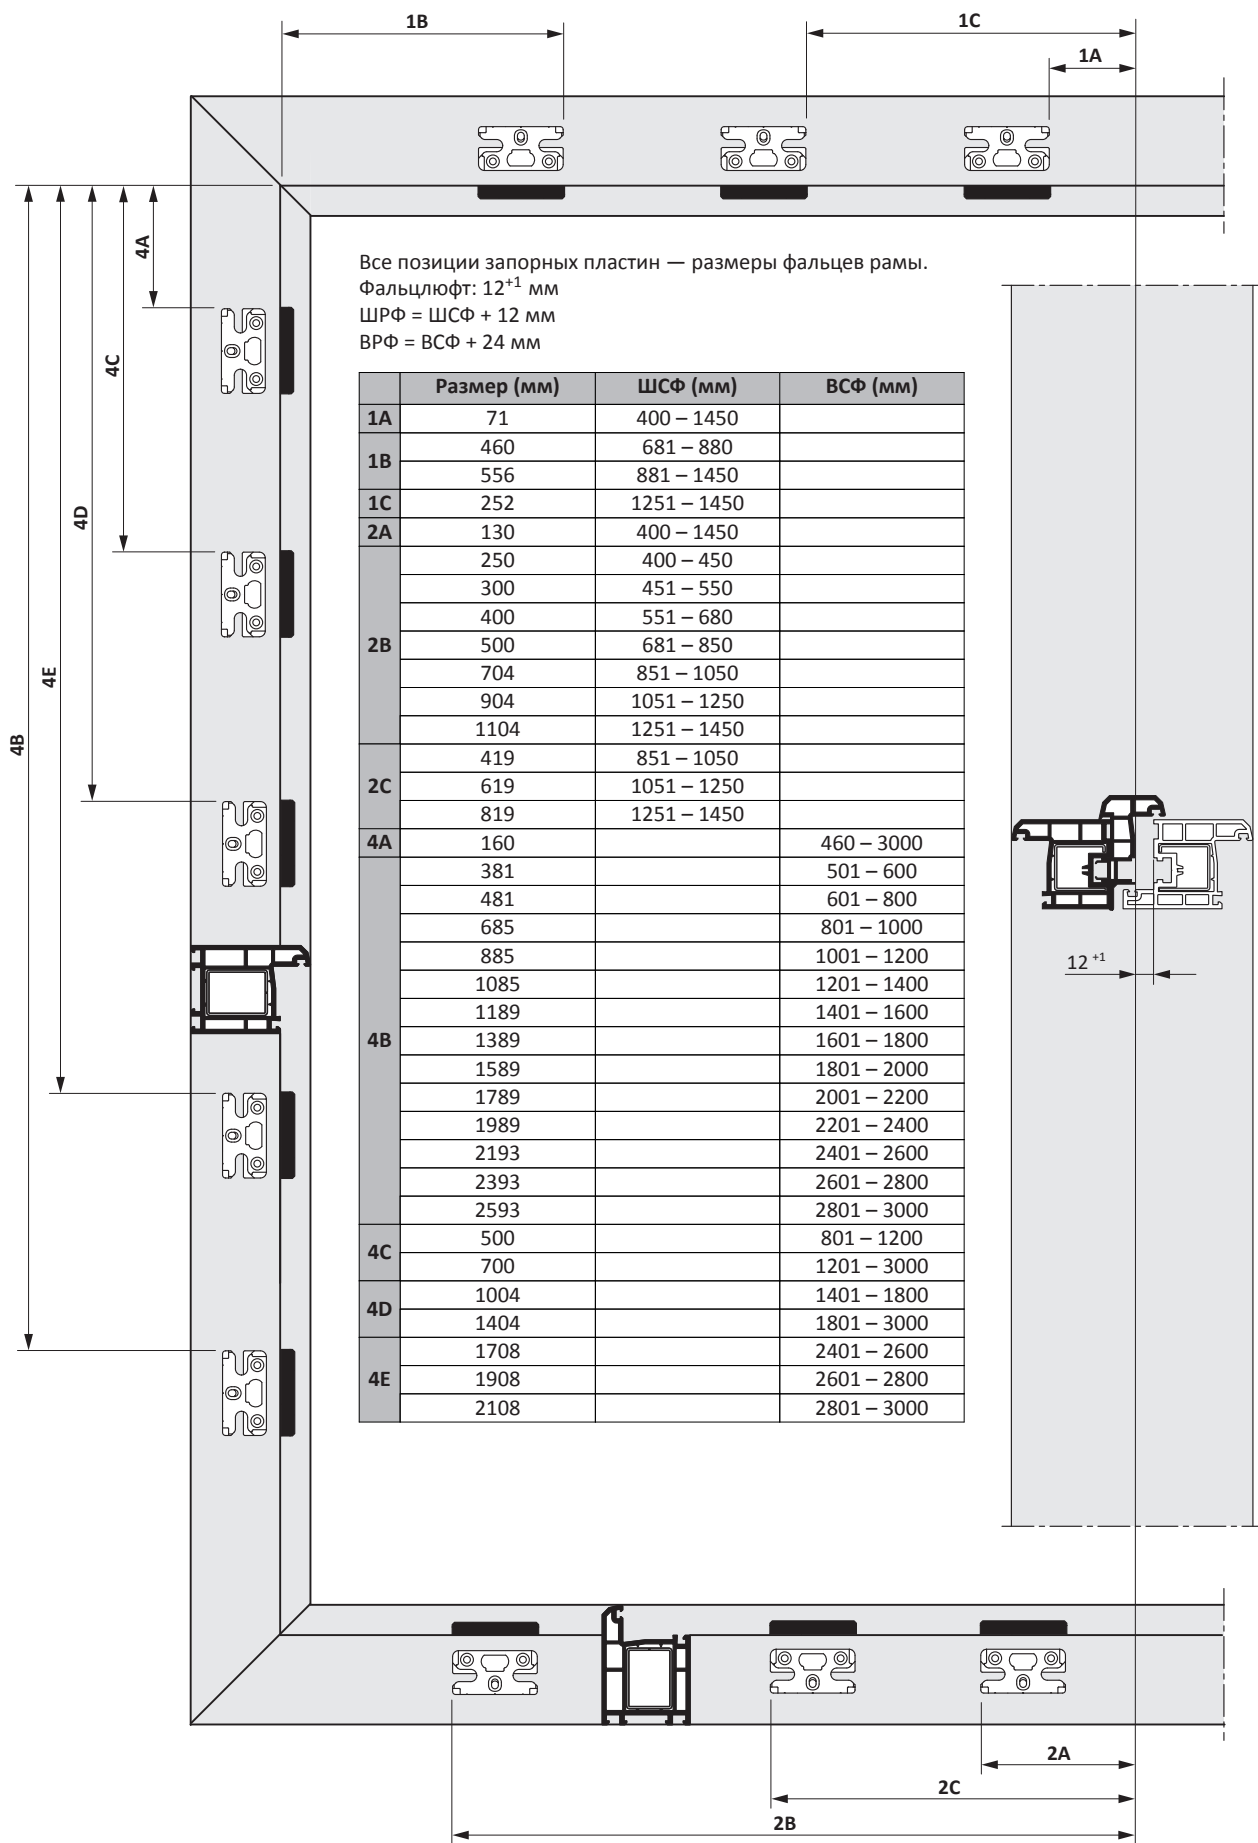 1B
1C
1A
4A
4C
4D
4E
4B
Все позиции запорных пластин — размеры фальцев рамы.
Фальцлюфт: 12+1 мм
ШРФ = ШСФ + 12 мм
ВРФ = ВСФ + 24 мм
Размер (мм) ШСФ (мм) ВСФ (мм)
1A 71 400 – 1450
1B 460 681 – 880
556 881 – 1450
1C 252 1251 – 1450
2A 130 400 – 1450
2B 250 400 – 450
300 451 – 550
400 551 – 680
500 681 – 850
704 851 – 1050
904 1051 – 1250
1104 1251 – 1450
2C 419 851 – 1050
619 1051 – 1250
819 1251 – 1450
4A 160 460 – 3000
4B 381 501 – 600
481 601 – 800
685 801 – 1000
885 1001 – 1200
1085 1201 – 1400
1189 1401 – 1600
1389 1601 – 1800
1589 1801 – 2000
1789 2001 – 2200
1989 2201 – 2400
2193 2401 – 2600
2393 2601 – 2800
2593 2801 – 3000
4C 500 801 – 1200
700 1201 – 3000
4D 1004 1401 – 1800
1404 1801 – 3000
4E 1708 2401 – 2600
1908 2601 – 2800
2108 2801 – 3000
12 +1
2A
2C
2B